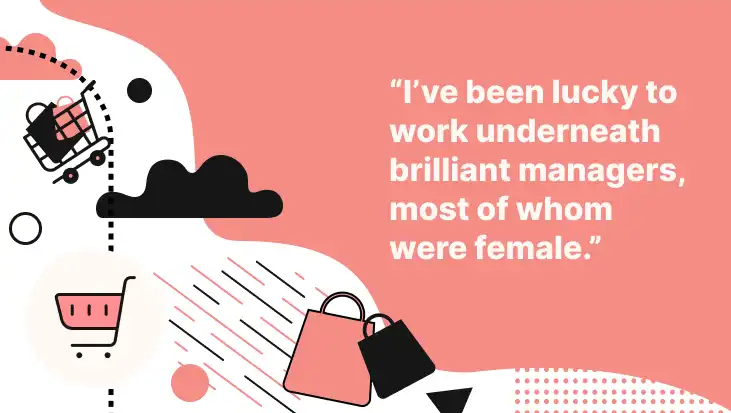 “I’ve been lucky to
work underneath
brilliant managers,
most of whom
were female.”